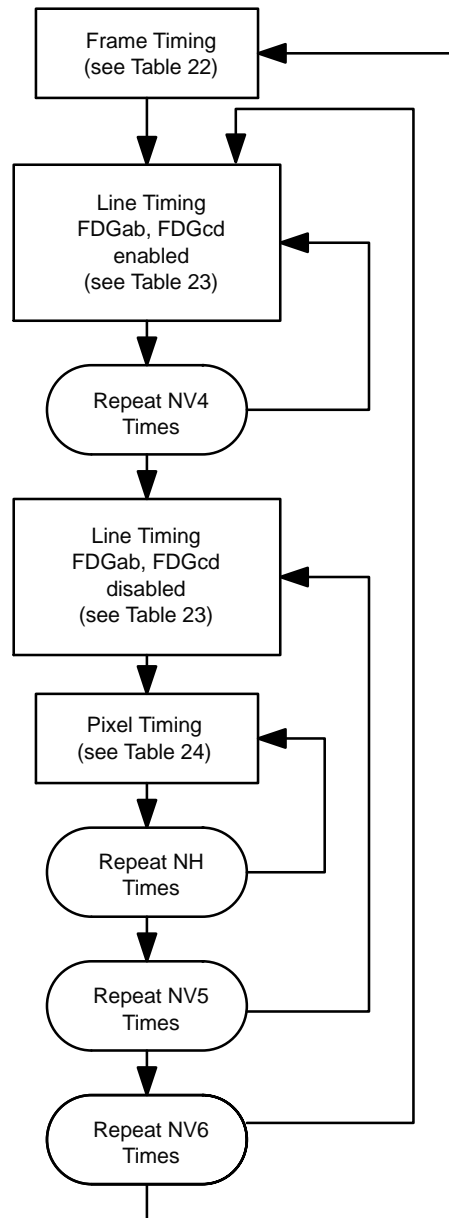 Frame Timing
(see Table 22)
Line Timing
FDGab, FDGcd
enabled
(see Table 23)
Repeat NV4
Times
Line Timing
FDGab, FDGcd
disabled
(see Table 23)
Pixel Timing
(see Table 24)
Repeat NH
Times
Repeat NV5
Times
Repeat NV6
Times